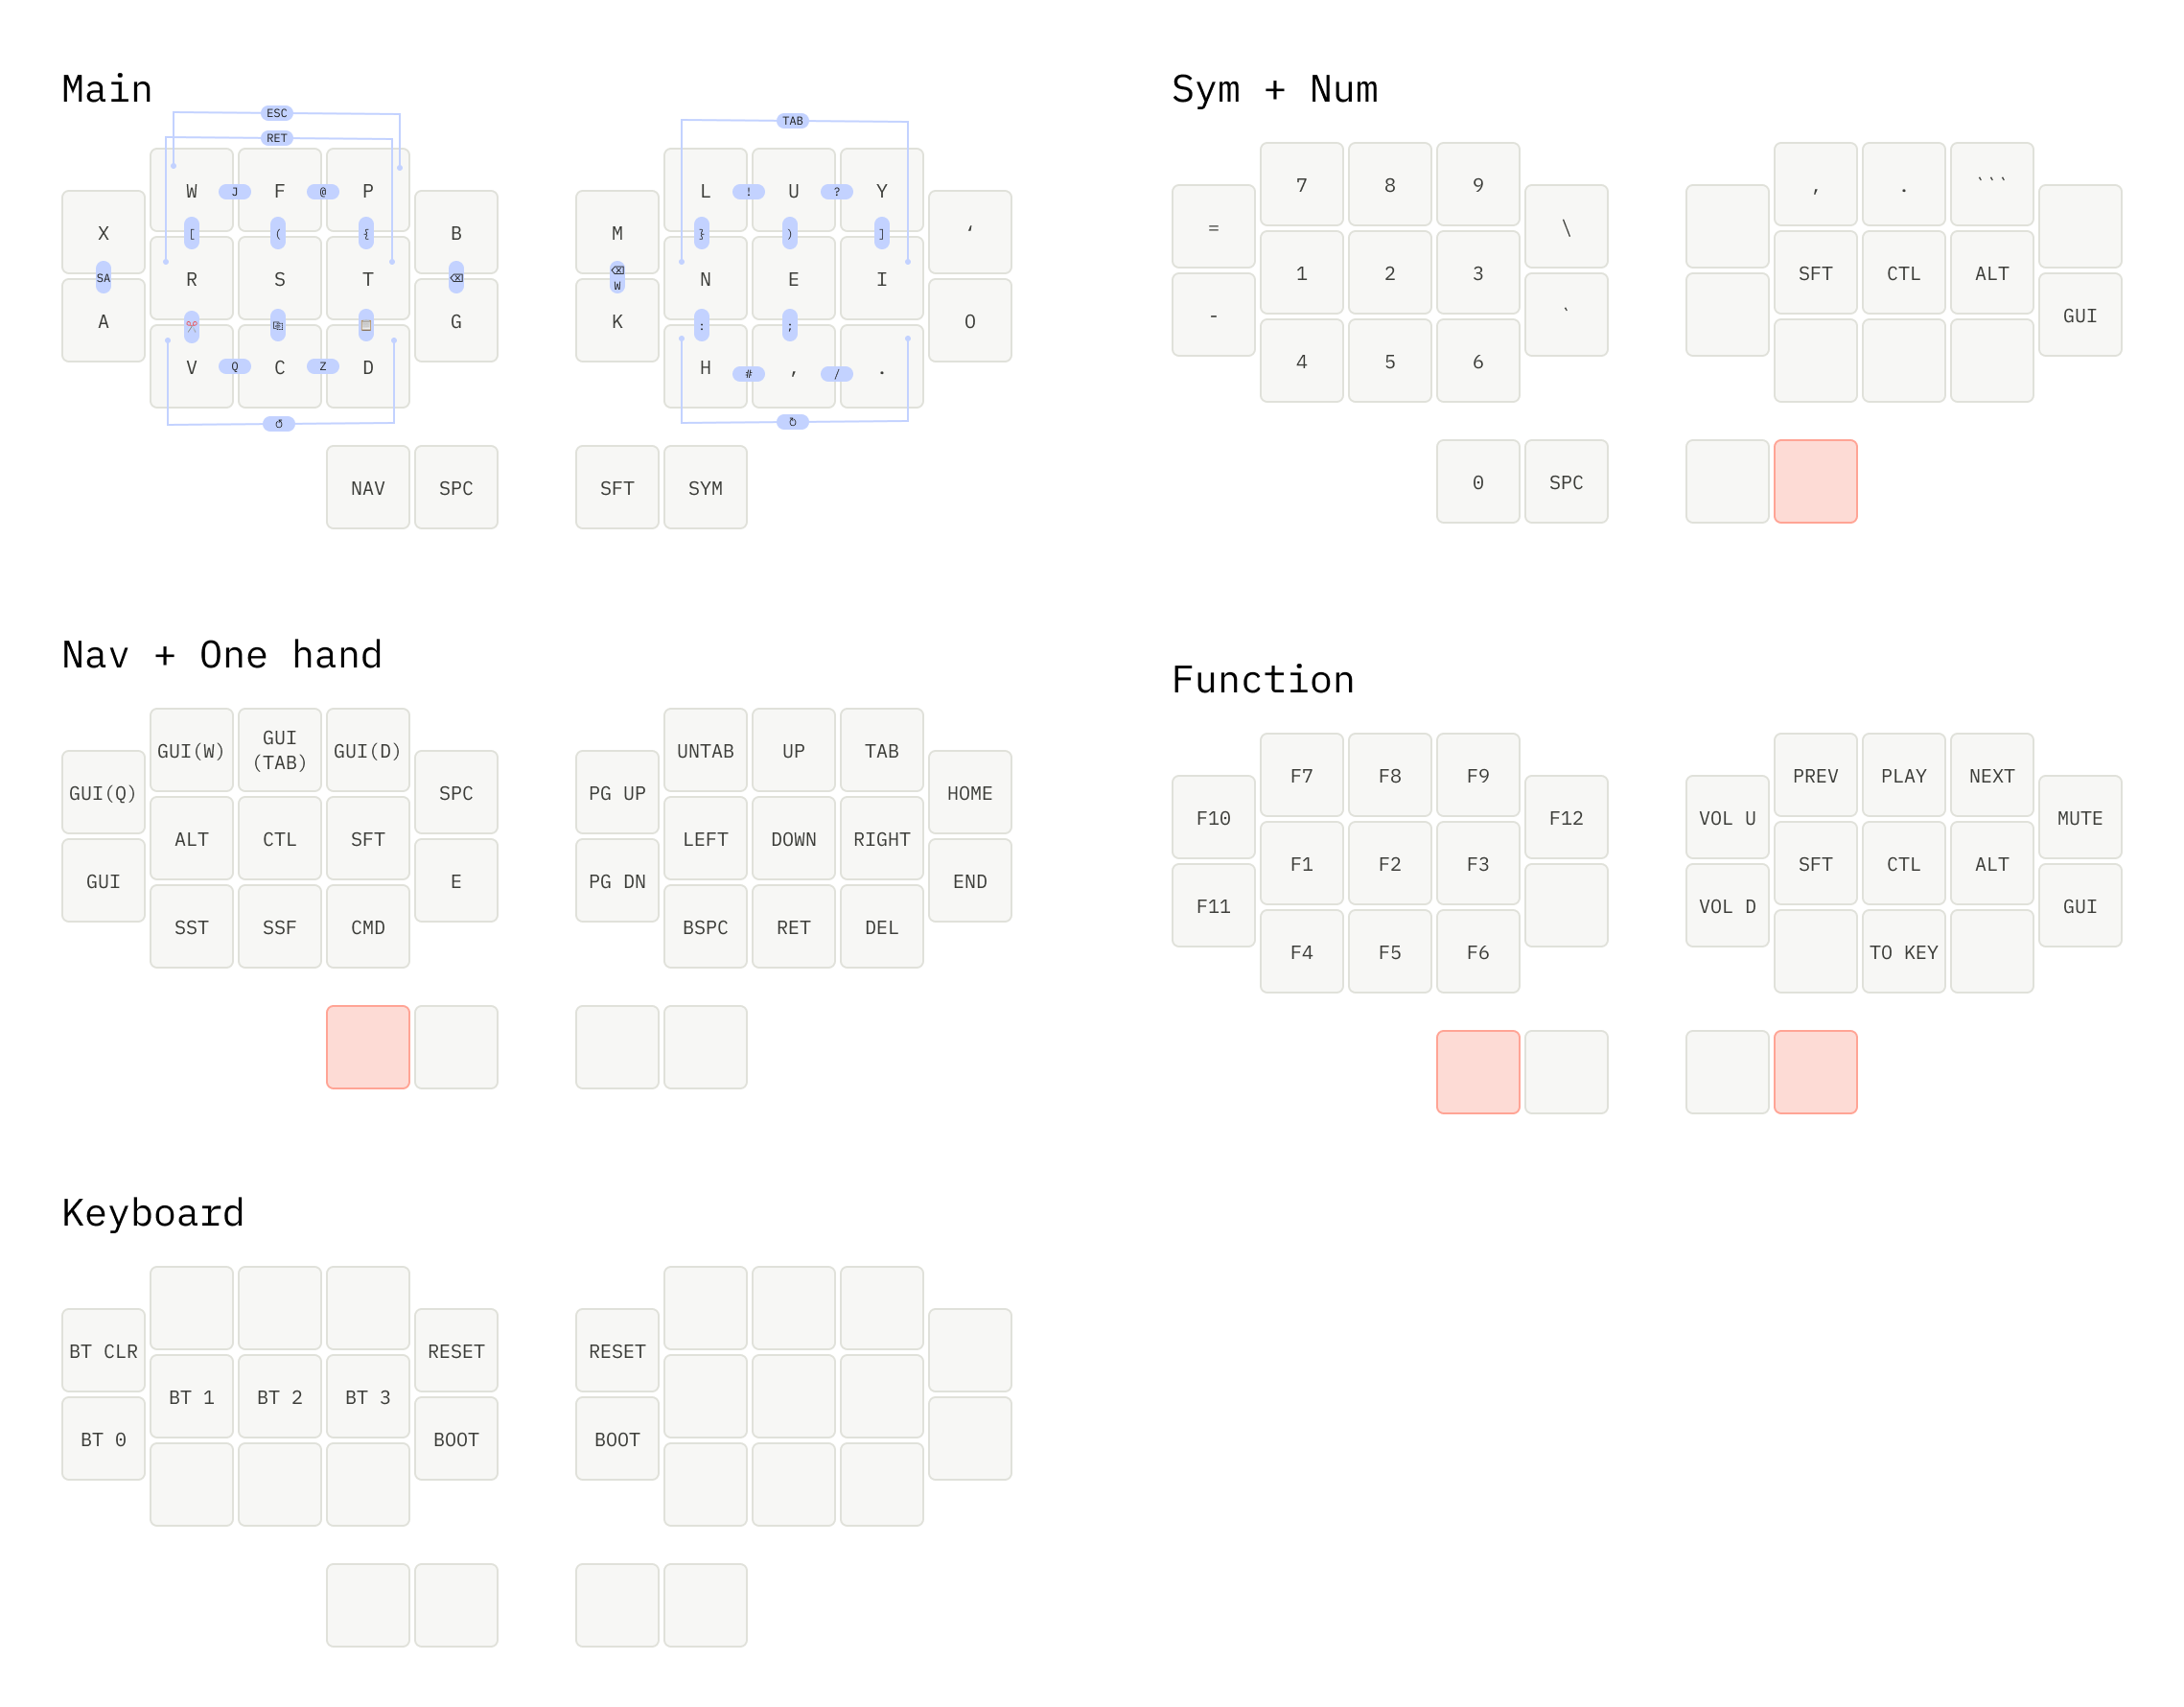 Main
ESC
RET
TAB
W J F @ P
L ! U ? Y
X
B
M
‘
[ ( {
} ) ]
SA
R S T
⌫
⌫
W
N E I
A
G
K
O
✂ 📋
: ;
V Q C Z D
H # , / .
↺
↻
NAV SPC
SFT SYM
Sym + Num
7 8 9
, . ```
=
\
1 2 3
SFT CTL ALT
-
`
GUI
4 5 6
0 SPC
Nav + One hand
GUI(W)
GUI
(TAB)
GUI(D)
UNTAB UP TAB
GUI(Q)
SPC
PG UP
HOME
ALT CTL SFT
LEFT DOWN RIGHT
GUI
E
PG DN
END
SST SSF CMD
BSPC RET DEL
Function
F7 F8 F9
PREV PLAY NEXT
F10
F12
VOL U
MUTE
F1 F2 F3
SFT CTL ALT
F11
VOL D
GUI
F4 F5 F6
TO KEY
Keyboard
BT CLR
RESET
RESET
BT 1 BT 2 BT 3
BT 0
BOOT
BOOT